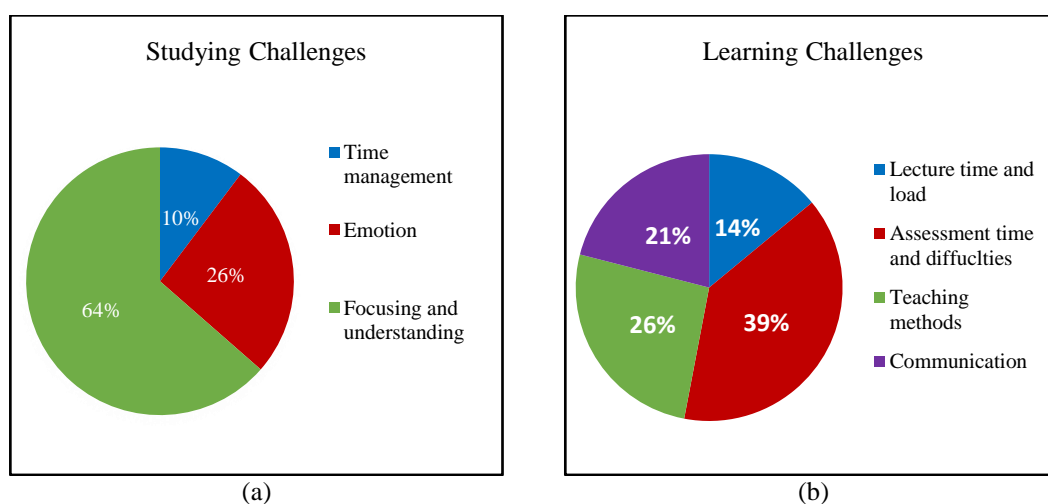 Studying Challenges
10%
26%
64%
Time
management
Emotion
Focusing and
understanding
(a)
Learning Challenges
14%
39%
26%
21%
Lecture time and
load
Assessment time
and diffuclties
Teaching
methods
Communication
(b)